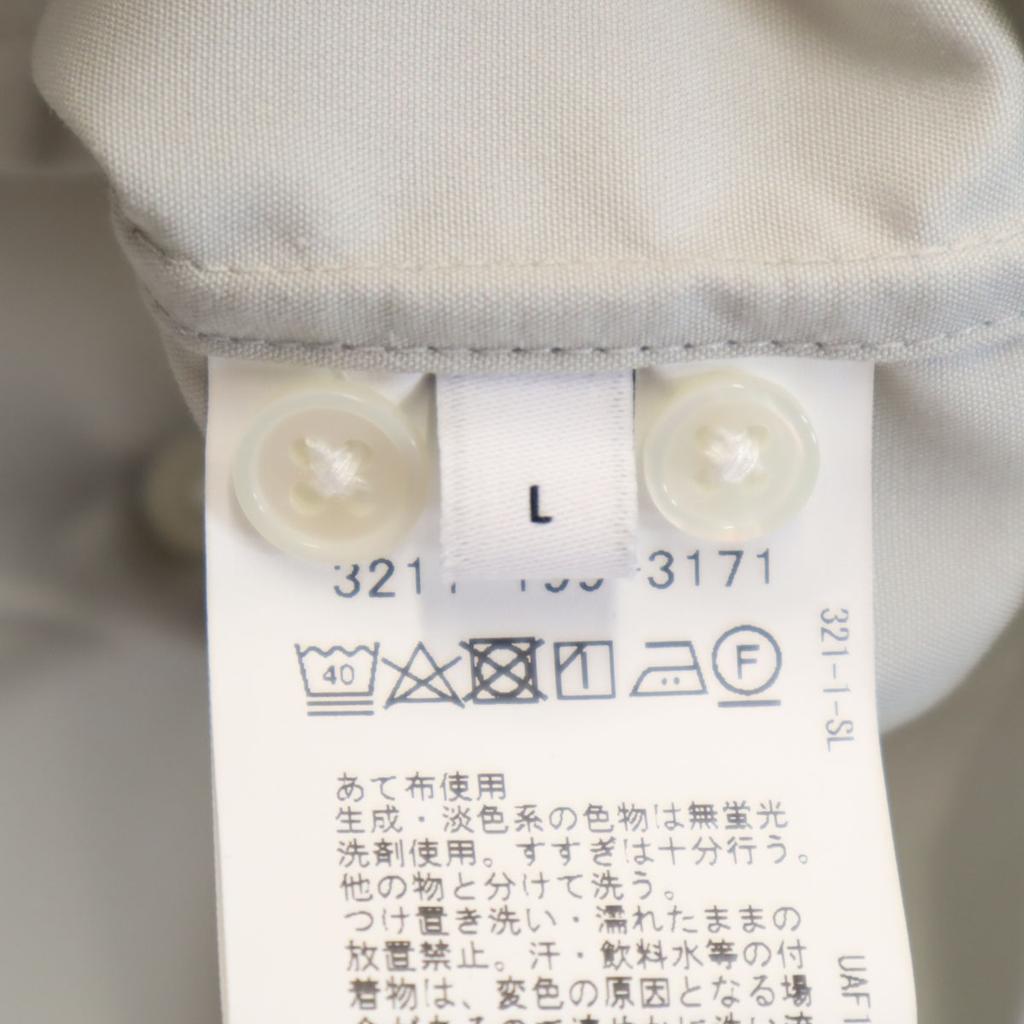 L
-3171
40
F
321-1-SL
あて布使用
生成・淡色系の色物は無蛍光
洗剤使用。すすぎは十分行う。
他の物と分けて洗う。
つけ置き洗い・濡れたままの
放置禁止。汗・飲料水等の付
着物は、変色の原因となる場
UAF1